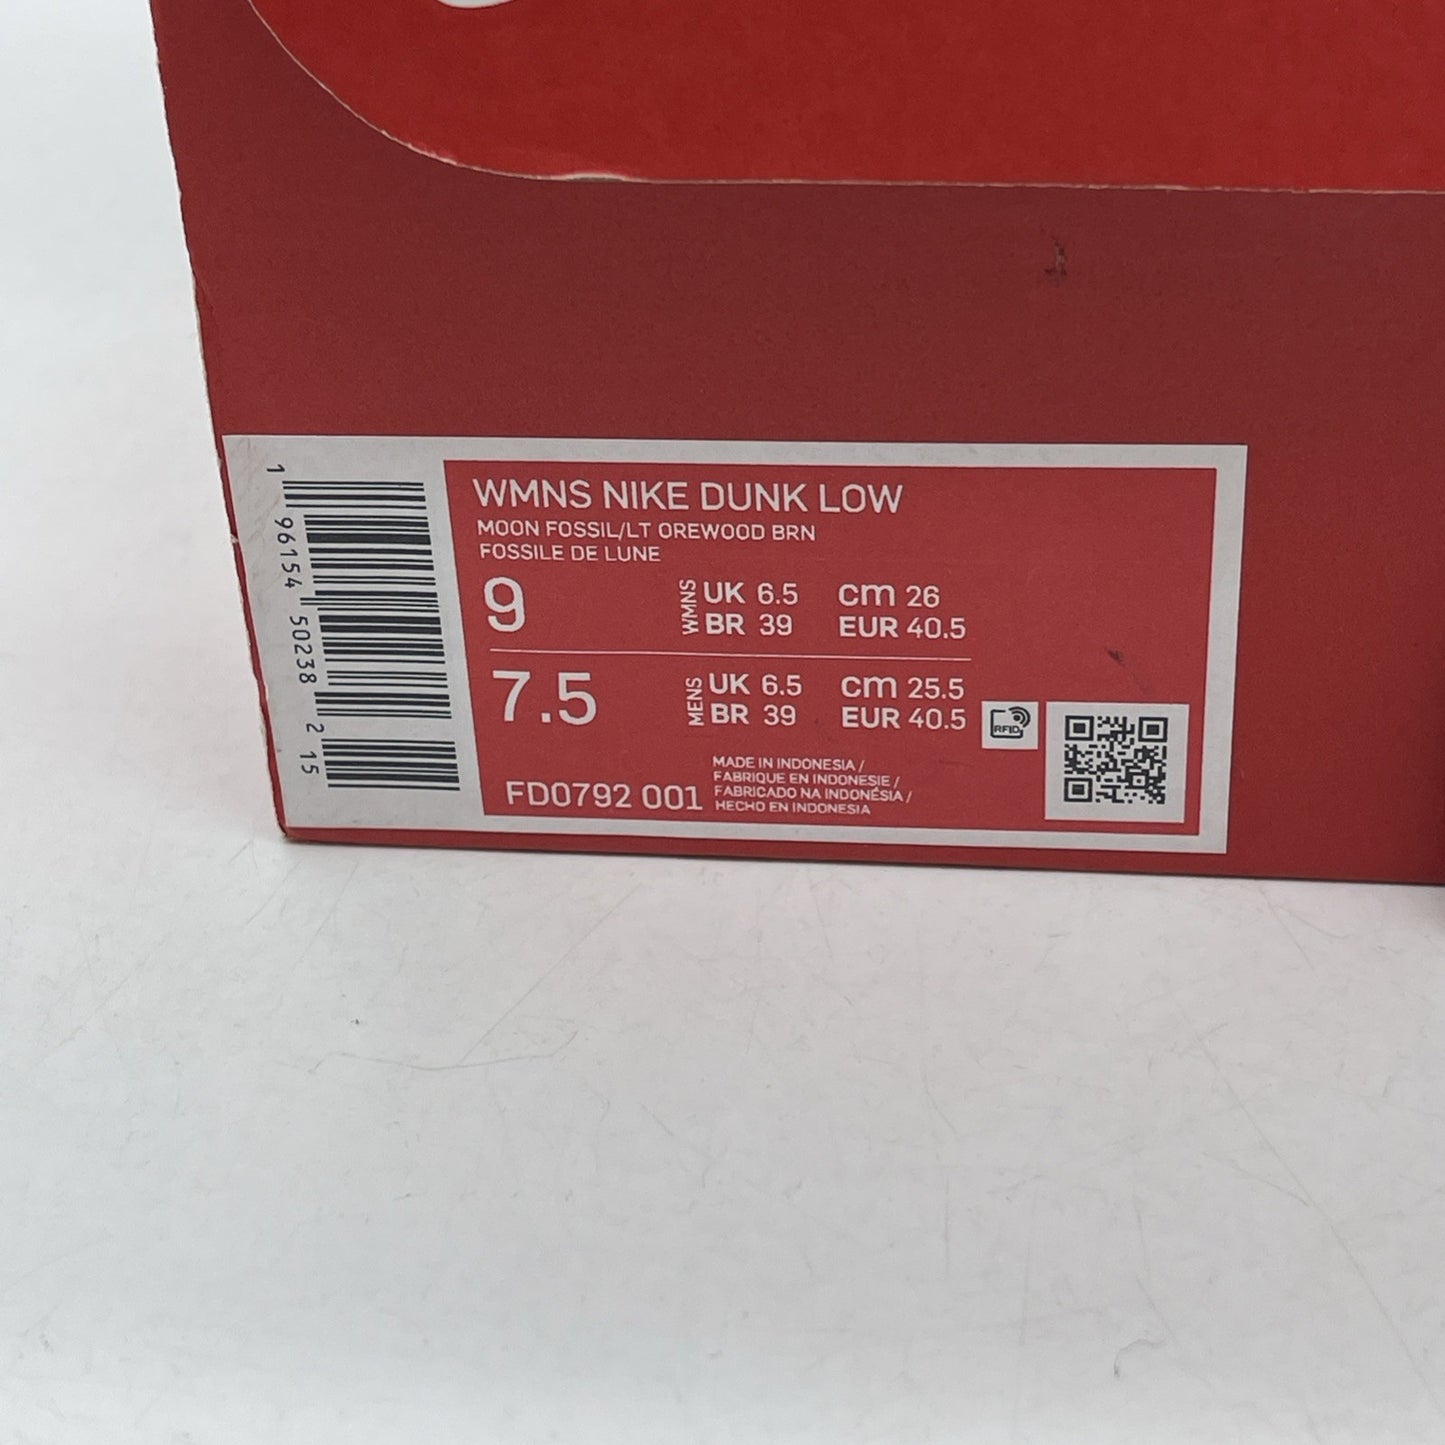 WMNS NIKE DUNK LOW
MOON FOSSIL/LT OREWOOD BRN
FOSSILE DE LUNE
9 WMNS UK 6.5 cm 26
BR 39 EUR 40.5
7.5 MENS UK 6.5 cm 25.5
BR 39 EUR 40.5
RFID
FD0792 001
MADE IN INDONESIA /
FABRIQUE EN INDONESIE /
FABRICADO NA INDONÉSIA /
HECHO EN INDONESIA
1 96154 50238 2 15